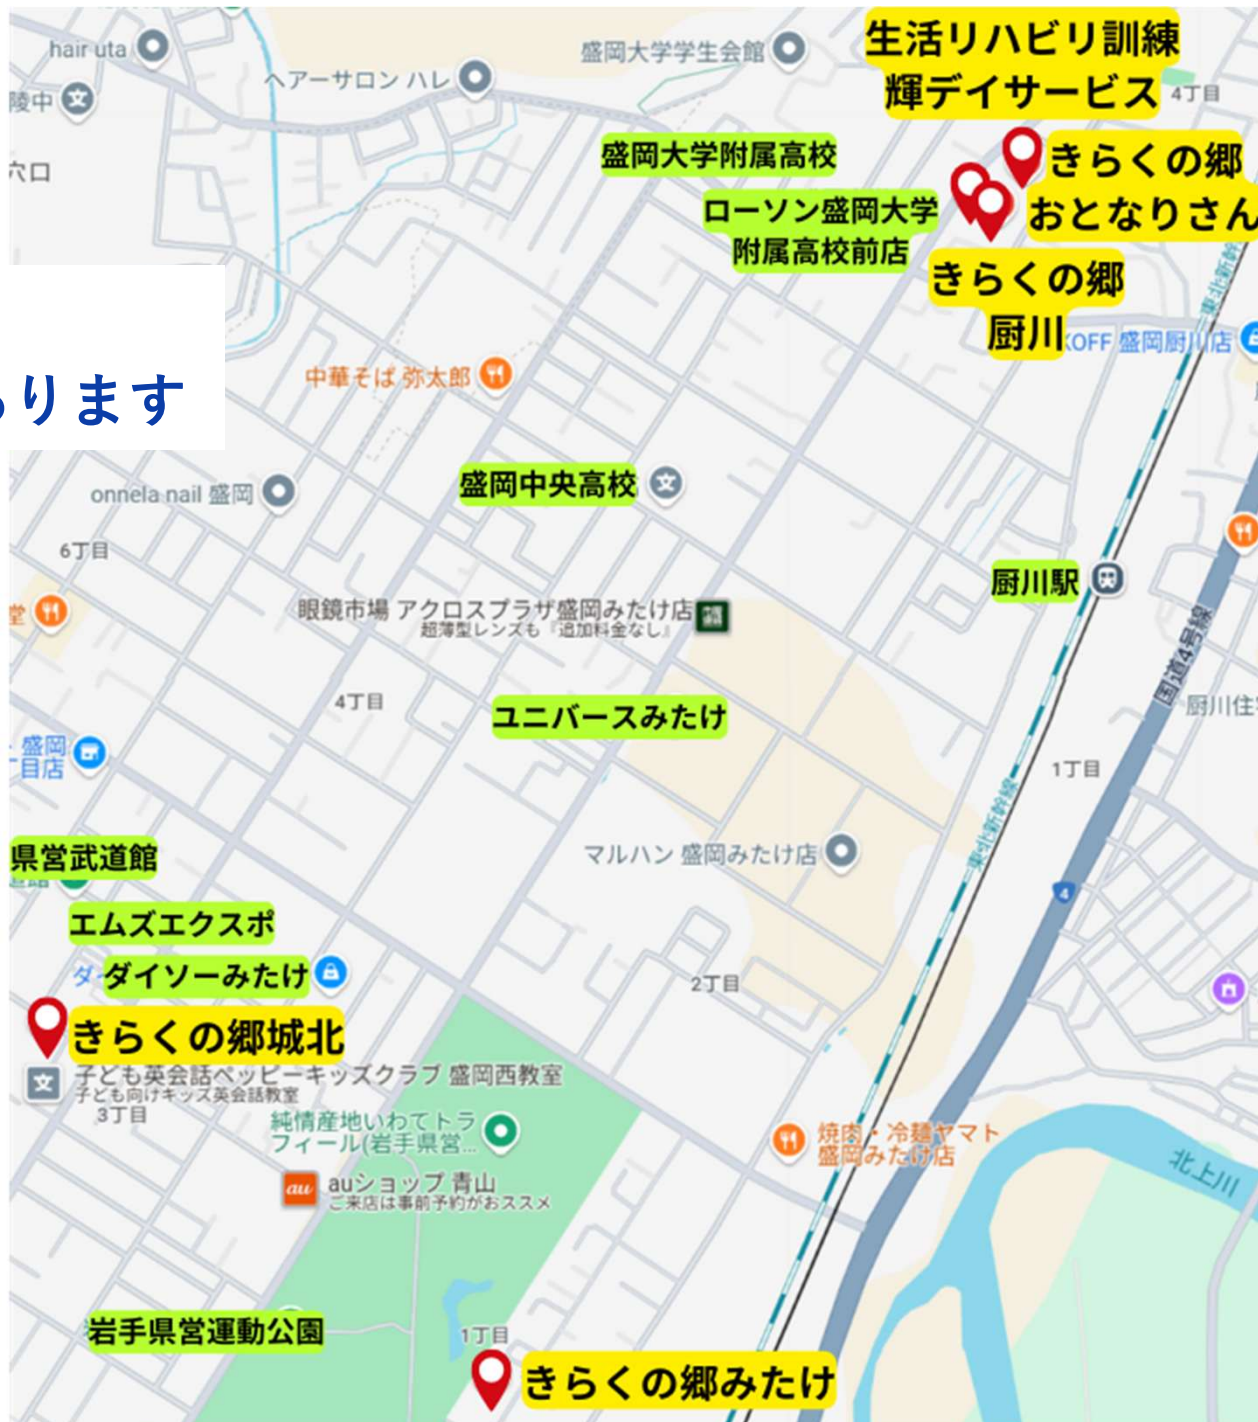 hair uta
盛岡大学学生会館
生活リハビリ訓練
輝デイサービス
ヘアーサロン ハレ
陵中
4丁目
盛岡大学附属高校
きらくの郷
おとなりさん
穴口
ローソン盛岡大学
附属高校前店
東北新幹
きらくの郷
厨川
KOFF 盛岡厨川店
ります
中華そば 弥太郎
盛岡中央高校
onnela nail 盛岡
6丁目
厨川駅
堂
眼鏡市場 アクロスプラザ盛岡みたけ店
超薄型レンズも『追加料金なし』
国道4号線
4丁目
ユニバースみたけ
厨川住宅
盛岡
丁目店
1丁目
東北新幹線
県営武道館
マルハン 盛岡みたけ店
4
エムズエクスポ
ダイソーみたけ
2丁目
きらくの郷城北
子ども英会話ペッピーキッズクラブ 盛岡西教室
子ども向けキッズ英会話教室
3丁目
純情産地いわてトラ
フィール(岩手県営...
焼肉・冷麺ヤマト
盛岡みたけ店
北上川
au
auショップ 青山
ご来店は事前予約がおススメ
岩手県営運動公園
1丁目
きらくの郷みたけ